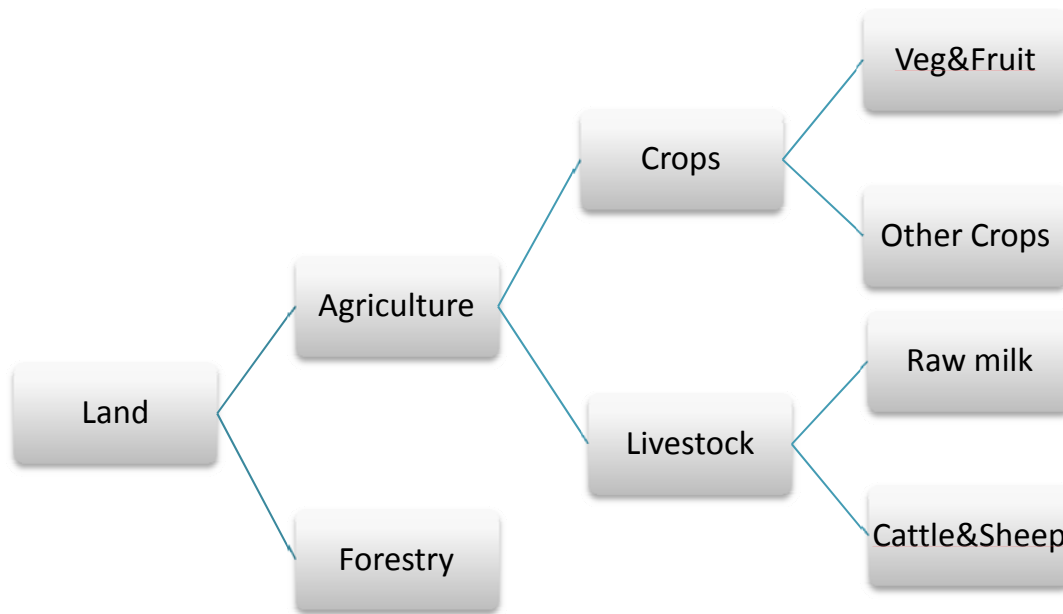 Land
Agriculture
Forestry
Crops
Livestock
Veg&Fruit
Other Crops
Raw milk
Cattle&Sheep